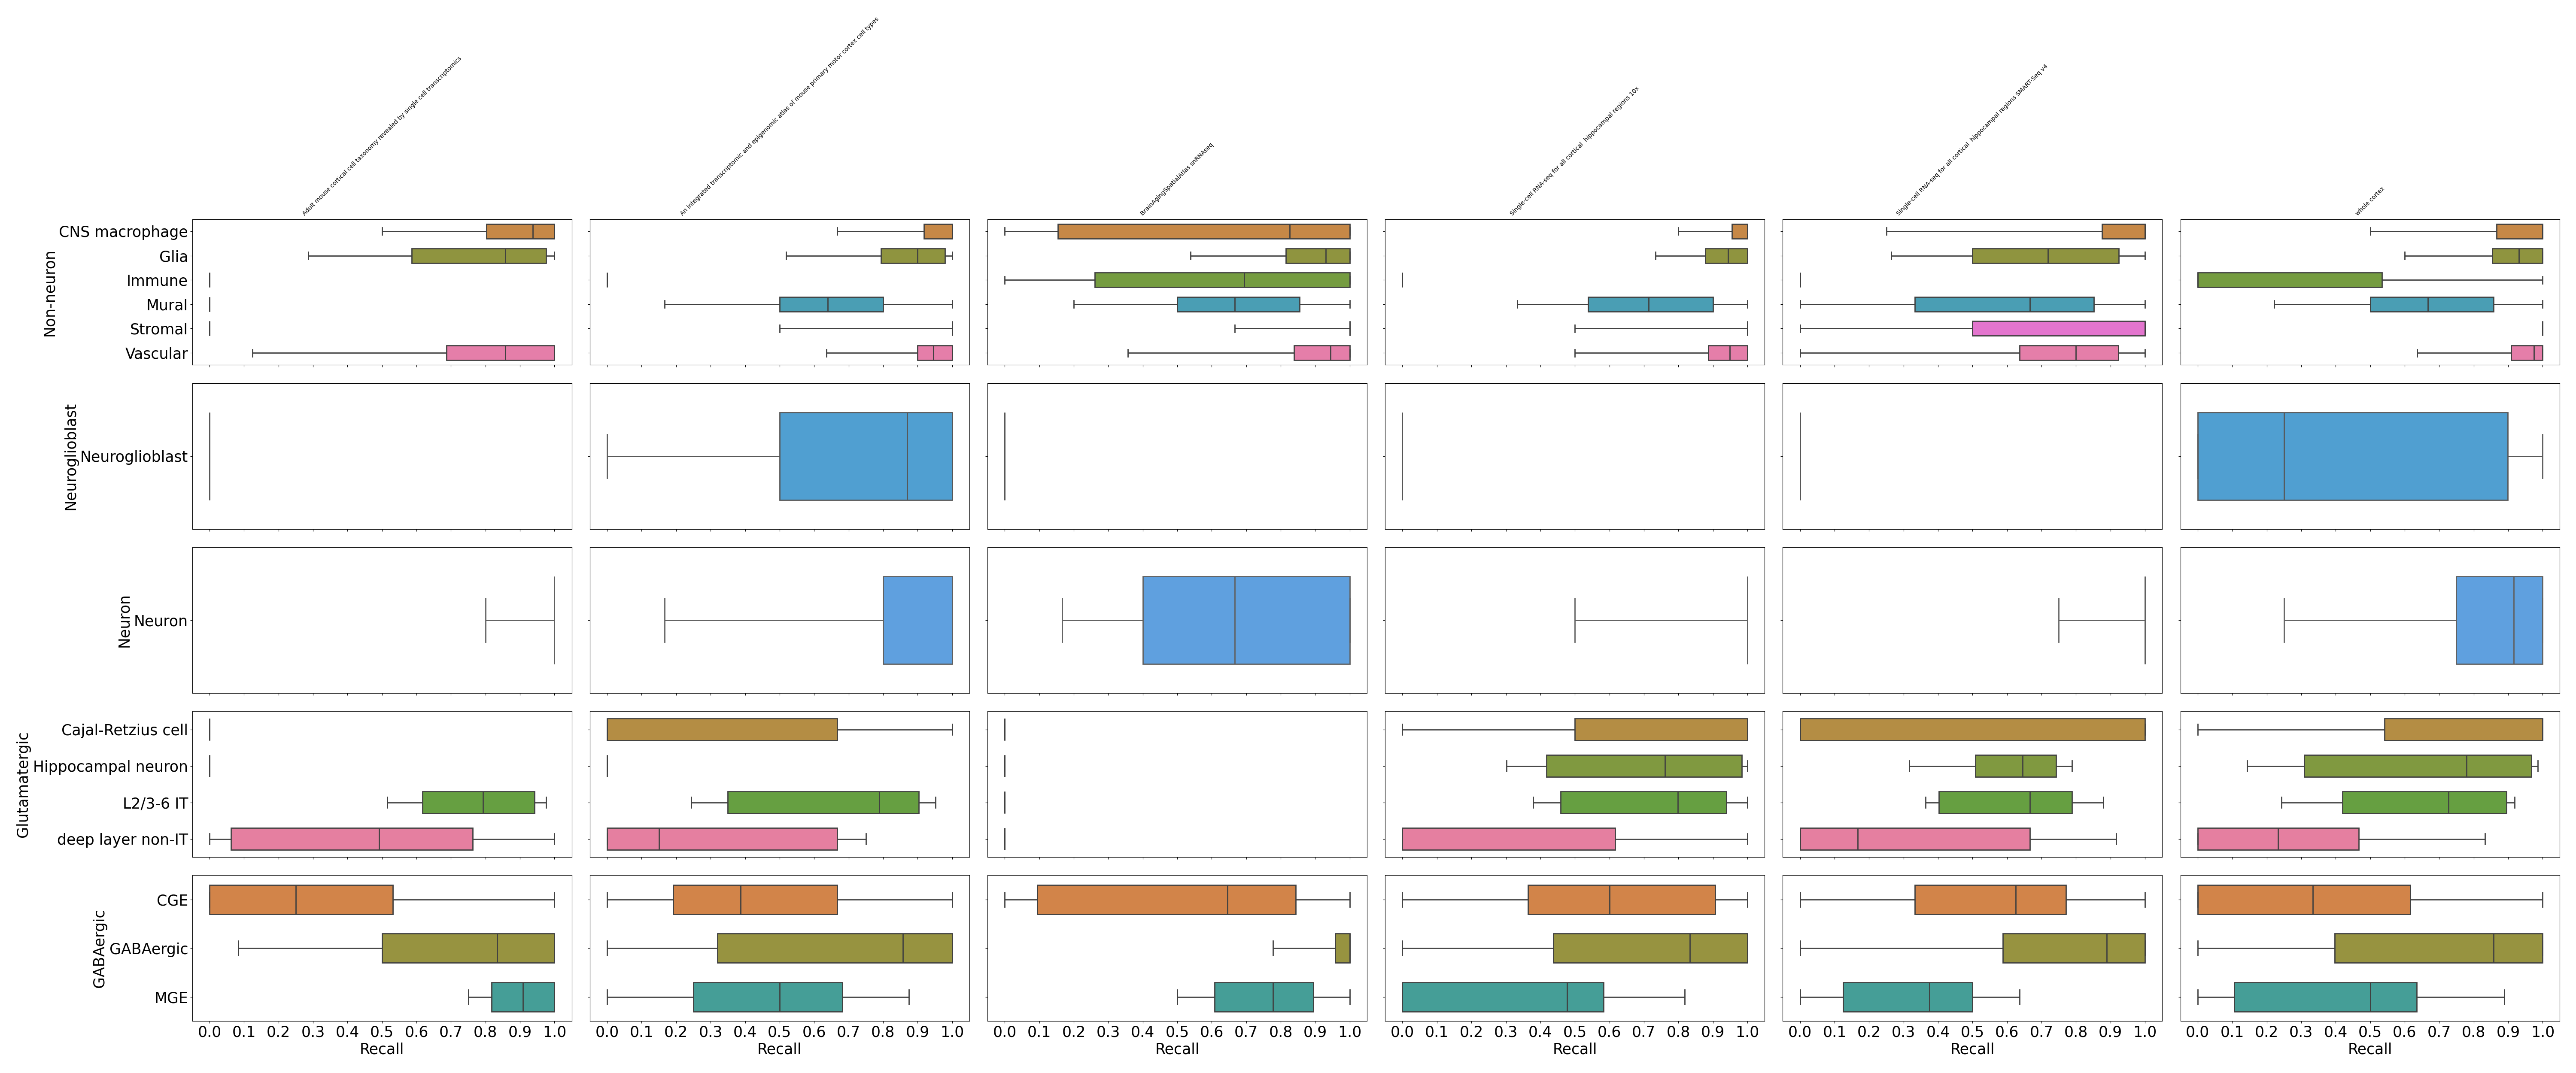 Adult mouse cortical cell taxonomy revealed by single cell transcriptomics
An integrated transcriptomic and epigenomic atlas of mouse primary motor cortex cell types
BrainAgingSpatialAtlas snRNAseq
Single-cell RNA-seq for all cortical  hippocampal regions 10x
Single-cell RNA-seq for all cortical  hippocampal regions SMART-Seq v4
whole cortex
Non-neuron
CNS macrophage
Glia
Immune
Mural
Stromal
Vascular
Neuroglioblast
Neuroglioblast
Neuron
Neuron
Glutamatergic
Cajal-Retzius cell
Hippocampal neuron
L2/3-6 IT
deep layer non-IT
GABAergic
CGE
GABAergic
MGE
0.0 0.1 0.2 0.3 0.4 0.5 0.6 0.7 0.8 0.9 1.0
Recall
0.0 0.1 0.2 0.3 0.4 0.5 0.6 0.7 0.8 0.9 1.0
Recall
0.0 0.1 0.2 0.3 0.4 0.5 0.6 0.7 0.8 0.9 1.0
Recall
0.0 0.1 0.2 0.3 0.4 0.5 0.6 0.7 0.8 0.9 1.0
Recall
0.0 0.1 0.2 0.3 0.4 0.5 0.6 0.7 0.8 0.9 1.0
Recall
0.0 0.1 0.2 0.3 0.4 0.5 0.6 0.7 0.8 0.9 1.0
Recall